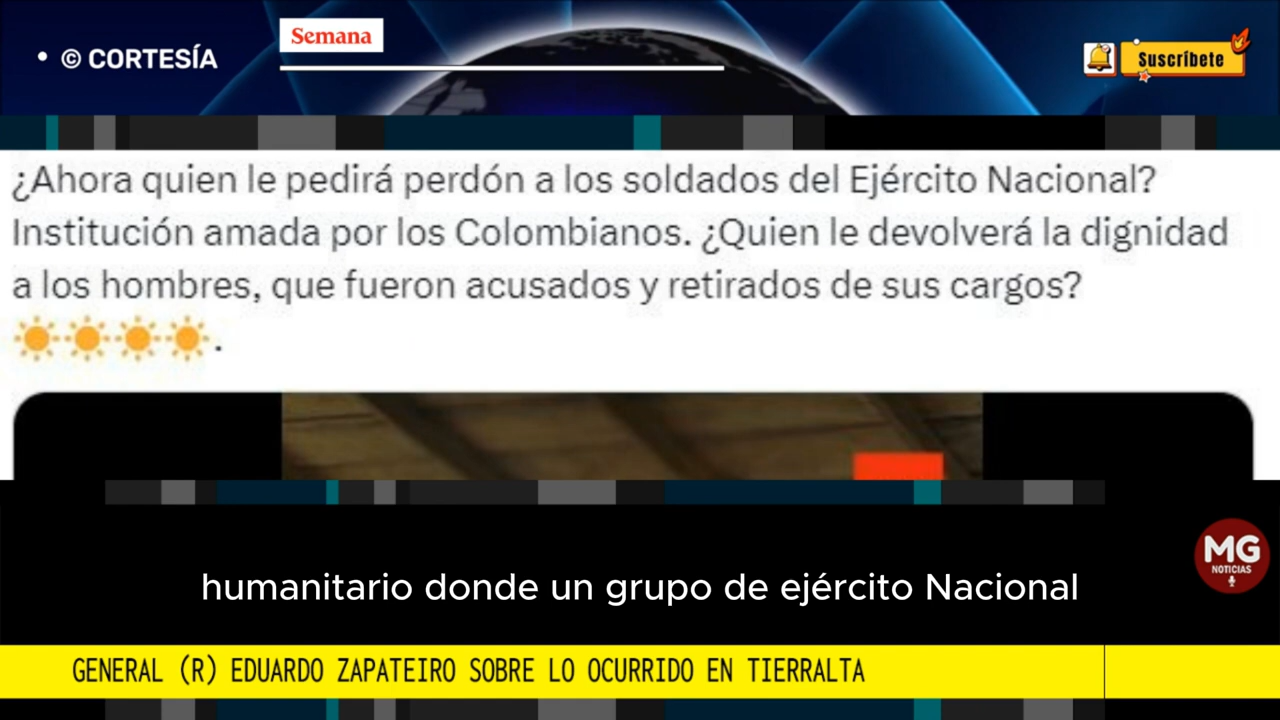 • © CORTESÍA
Semana
Suscríbete
¿Ahora quien le pedirá perdón a los soldados del Ejército Nacional?
Institución amada por los Colombianos. ¿Quien le devolverá la dignidad
a los hombres, que fueron acusados y retirados de sus cargos?
☀️☀️☀️☀️.
MG
NOTICIAS
humanitario donde un grupo de ejército Nacional
GENERAL (R) EDUARDO ZAPATEIRO SOBRE LO OCURRIDO EN TIERRALTA